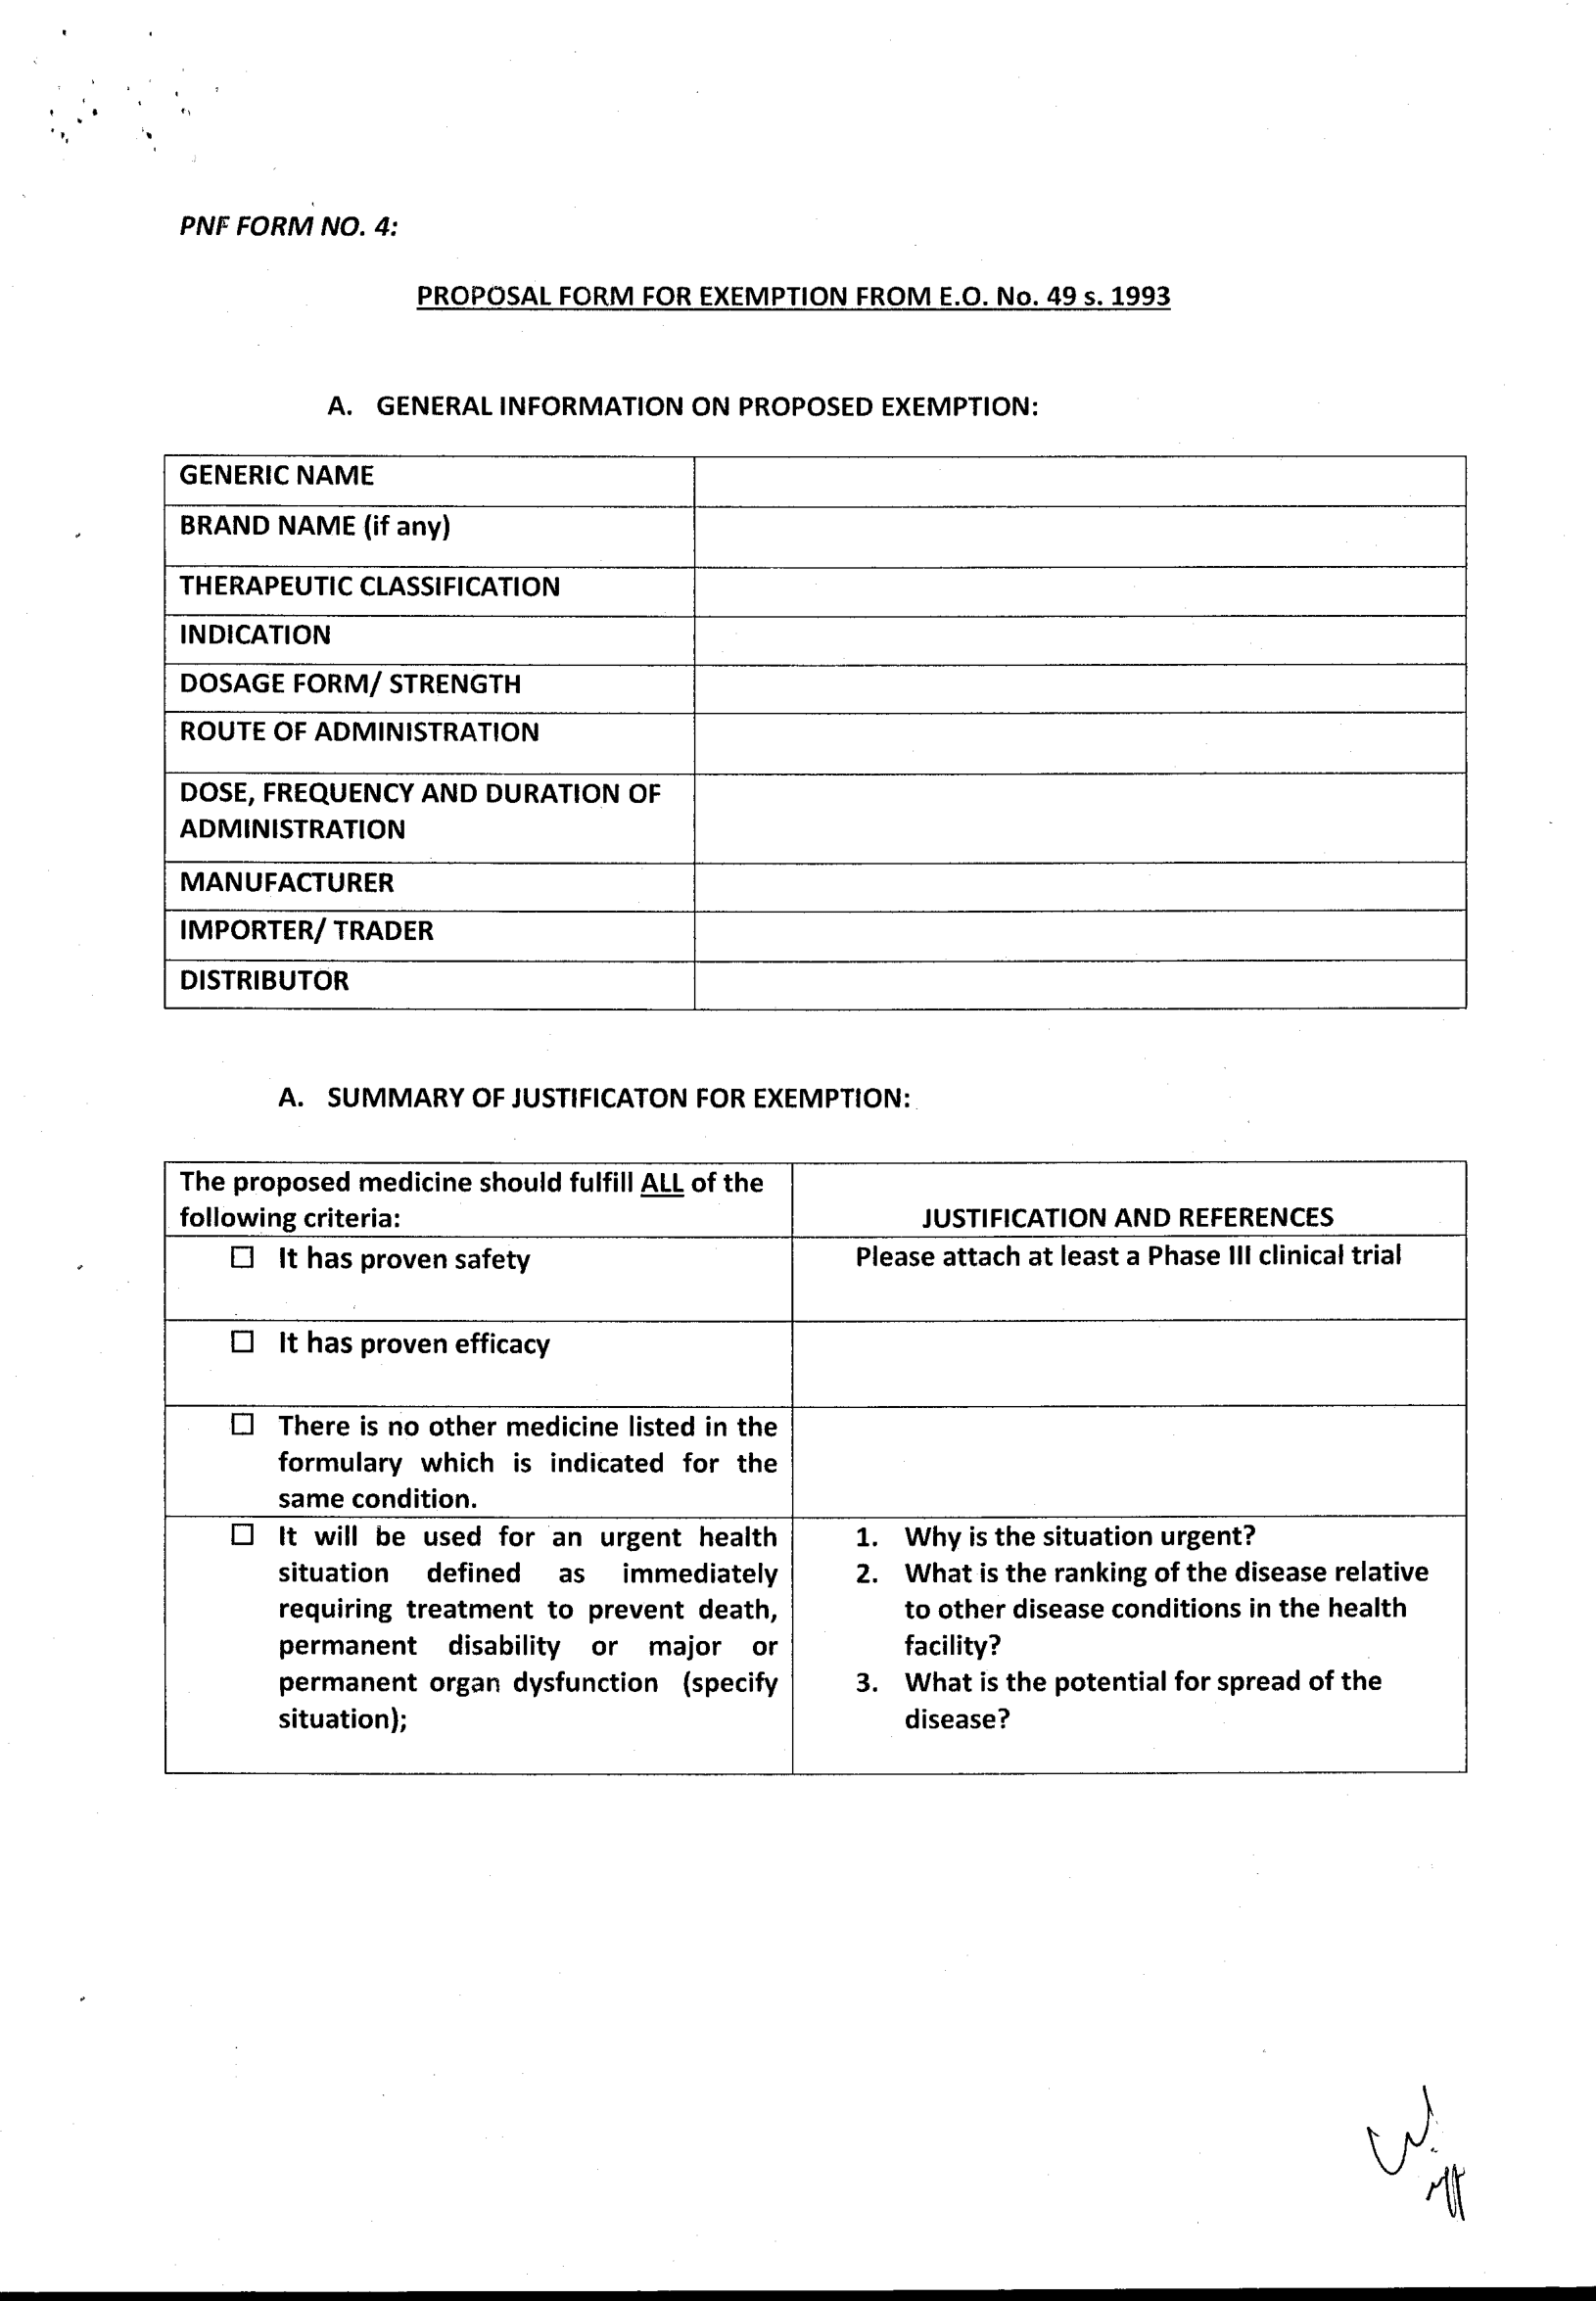 PNF FORM NO. 4:
PROPOSAL FORM FOR EXEMPTION FROM E.O. No. 49 s. 1993
A. GENERAL INFORMATION ON PROPOSED EXEMPTION:
GENERIC NAME
BRAND NAME (if any)
THERAPEUTIC CLASSIFICATION
INDICATION
DOSAGE FORM/ STRENGTH
ROUTE OF ADMINISTRATION
DOSE, FREQUENCY AND DURATION OF
ADMINISTRATION
MANUFACTURER
IMPORTER/ TRADER
DISTRIBUTOR
A. SUMMARY OF JUSTIFICATON FOR EXEMPTION:
The proposed medicine should fulfill ALL of the
following criteria:
JUSTIFICATION AND REFERENCES
☐ It has proven safety
Please attach at least a Phase III clinical trial
☐ It has proven efficacy
☐ There is no other medicine listed in the
formulary which is indicated for the
same condition.
☐ It will be used for an urgent health
situation defined as immediately
requiring treatment to prevent death,
permanent disability or major or
permanent organ dysfunction (specify
situation);
1. Why is the situation urgent?
2. What is the ranking of the disease relative
to other disease conditions in the health
facility?
3. What is the potential for spread of the
disease?